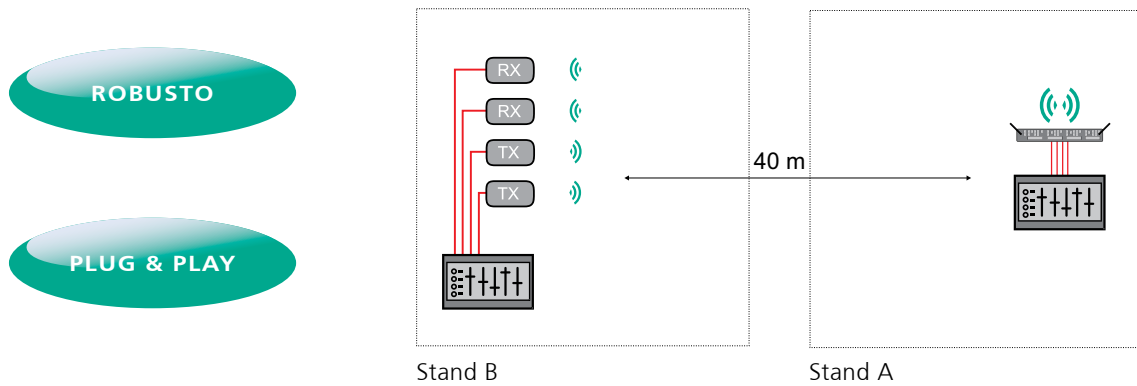 ROBUSTO
PLUG & PLAY
RX
RX
TX
TX
40 m
Stand B
Stand A